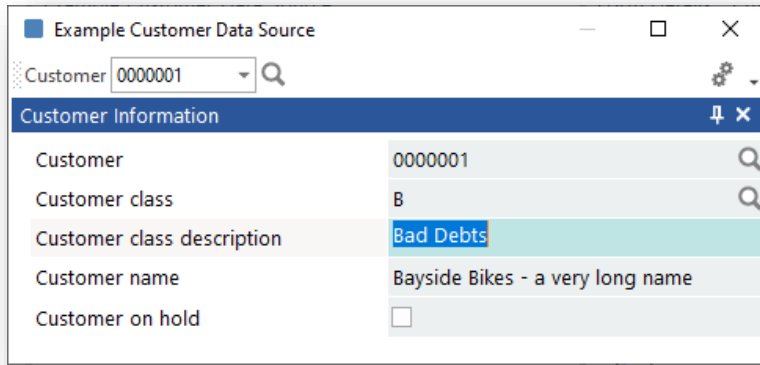 Example Customer Data Source
Customer 0000001
Customer Information
Customer 0000001
Customer class B
Customer class description Bad Debts
Customer name Bayside Bikes - a very long name
Customer on hold